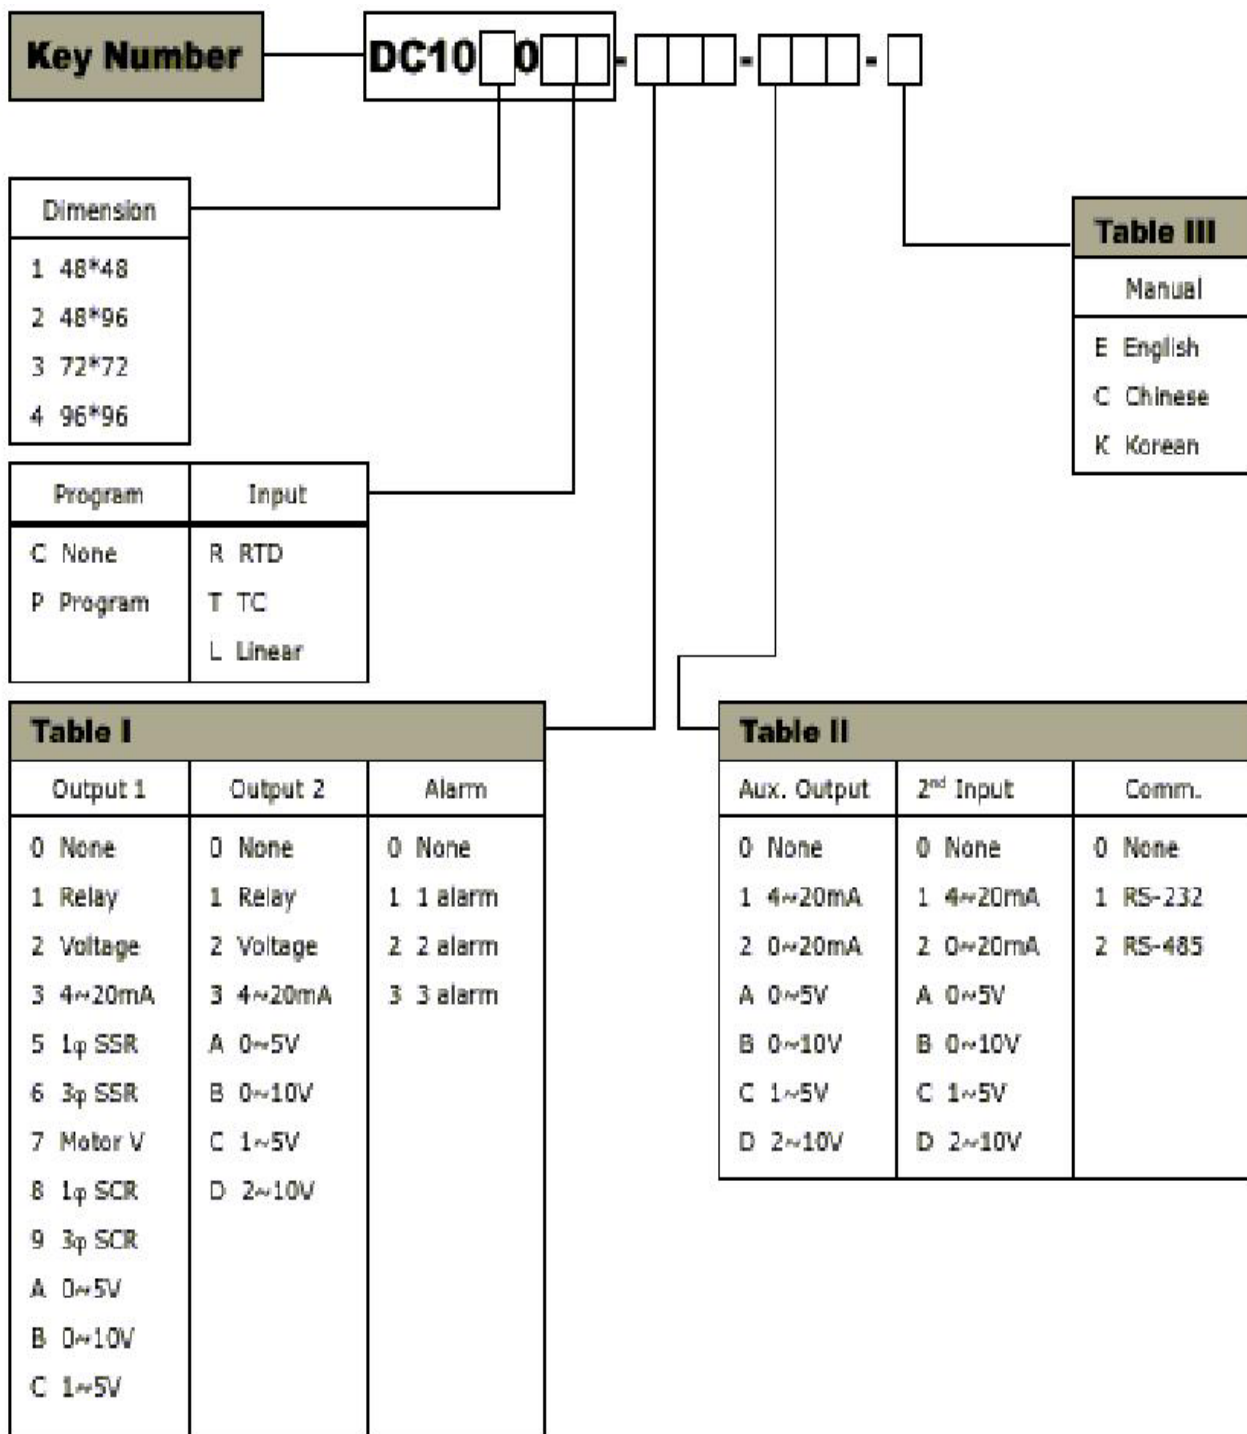 Key Number DC10 0 - - -
Dimension
1 48*48
2 48*96
3 72*72
4 96*96
Table III
Manual
E English
C Chinese
K Korean
Program Input
C None R RTD
P Program T TC
L Linear
Table I
Output 1 Output 2 Alarm
0 None 0 None 0 None
1 Relay 1 Relay 1 1 alarm
2 Voltage 2 Voltage 2 2 alarm
3 4~20mA 3 4~20mA 3 3 alarm
5 1φ SSR A 0~5V
6 3φ SSR B 0~10V
7 Motor V C 1~5V
8 1φ SCR D 2~10V
9 3φ SCR
A 0~5V
B 0~10V
C 1~5V
Table II
Aux. Output 2nd Input Comm.
0 None 0 None 0 None
1 4~20mA 1 4~20mA 1 RS-232
2 0~20mA 2 0~20mA 2 RS-485
A 0~5V A 0~5V
B 0~10V B 0~10V
C 1~5V C 1~5V
D 2~10V D 2~10V